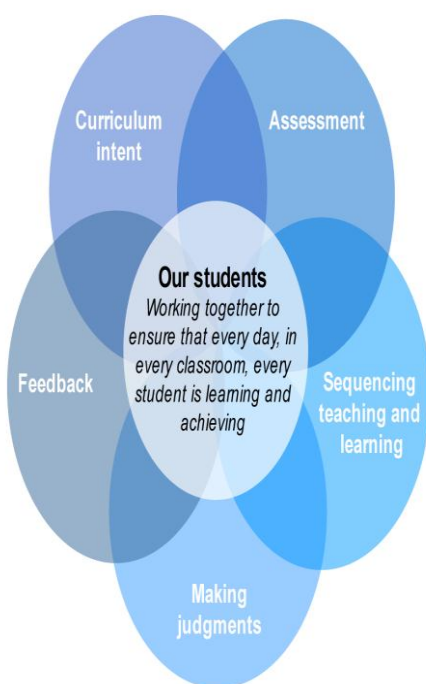 Curriculum
intent
Assessment
Our students
Working together to
ensure that every day, in
every classroom, every
student is learning and
achieving
Feedback
Sequencing
teaching and
learning
Making
judgments